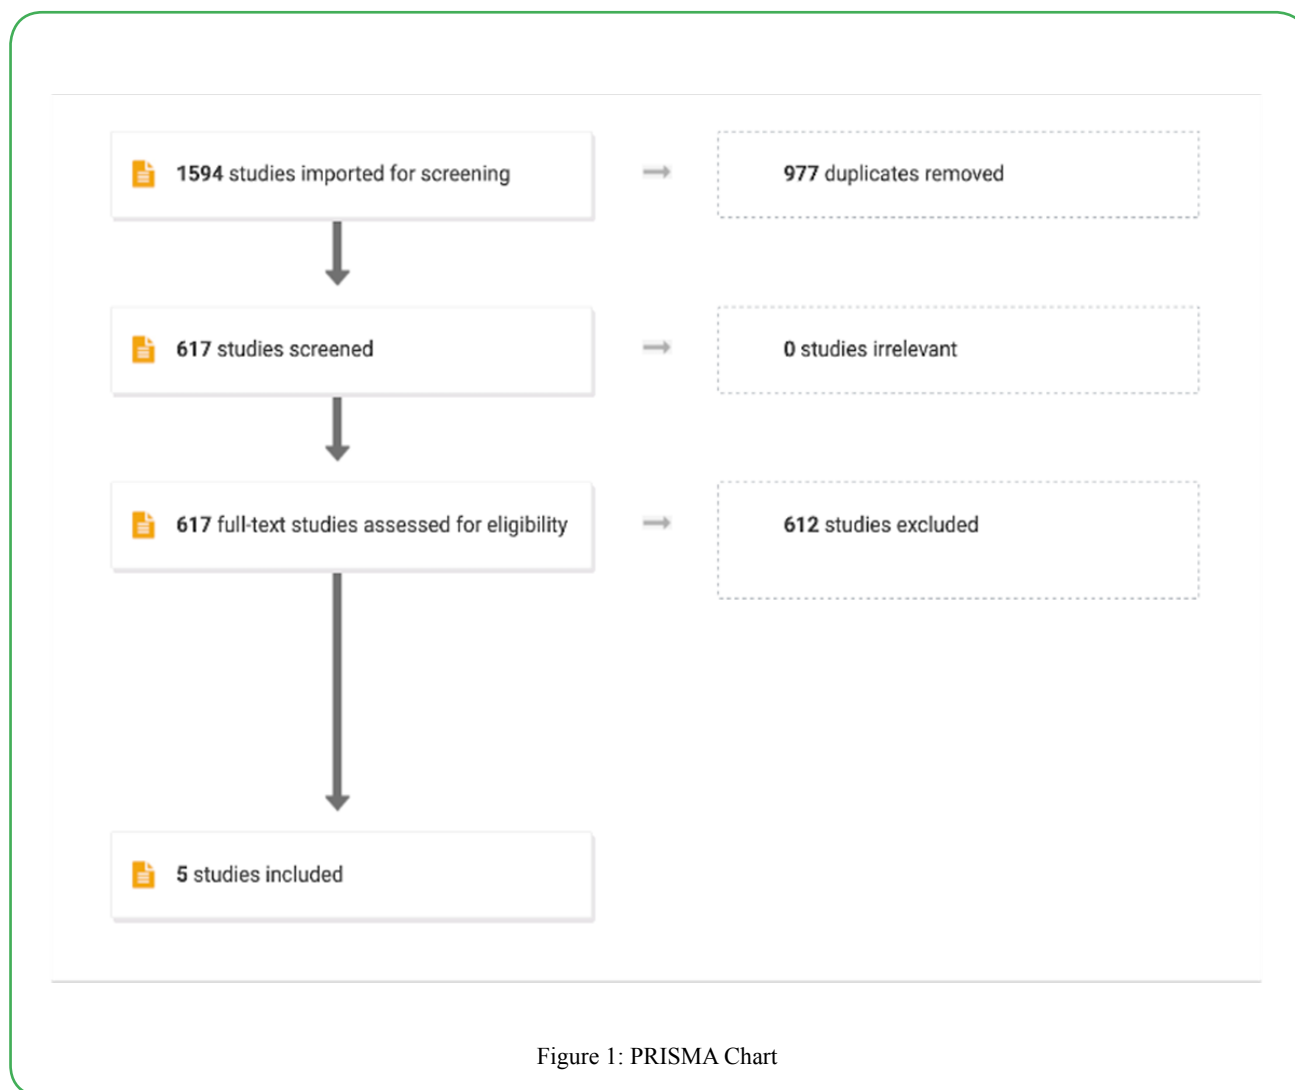 1594 studies imported for screening
977 duplicates removed
617 studies screened
0 studies irrelevant
617 full-text studies assessed for eligibility
612 studies excluded
5 studies included
Figure 1: PRISMA Chart